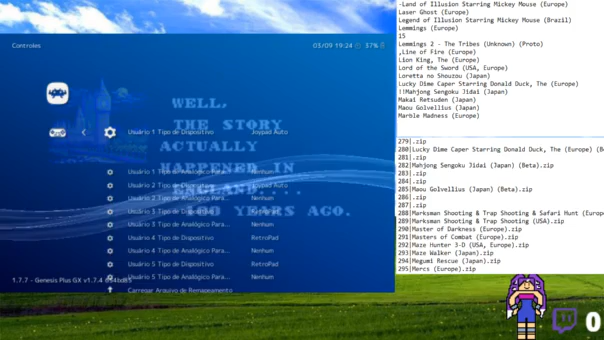 Controles
03/09 19:24 37%
WELL,
THE STORY
ACTUALLY
HAPPENED IN
ENGLAND...
YEARS AGO.
Usuário 1 Tipo de Dispositivo Joypad Auto
Usuário 1 Tipo de Analógico Para... Nenhum
Usuário 2 Tipo de Dispositivo Joypad Auto
Usuário 2 Tipo de Analógico Para... Nenhum
Usuário 3 Tipo de Dispositivo RetroPad
Usuário 3 Tipo de Analógico Para... Nenhum
Usuário 4 Tipo de Dispositivo RetroPad
Usuário 4 Tipo de Analógico Para... Nenhum
Usuário 5 Tipo de Dispositivo RetroPad
Usuário 5 Tipo de Analógico Para... Nenhum
Carregar Arquivo de Remapeamento
1.7.7 - Genesis Plus GX v1.7.4
-Land of Illusion Starring Mickey Mouse (Europe)
Laser Ghost (Europe)
Legend of Illusion Starring Mickey Mouse (Brazil)
Lemmings (Europe)
15
Lemmings 2 - The Tribes (Unknown) (Proto)
,Line of Fire (Europe)
Lion King, The (Europe)
Lord of the Sword (USA, Europe)
Loretta no Shouzou (Japan)
Lucky Dime Caper Starring Donald Duck, The (Europe)
!!Mahjong Sengoku Jidai (Japan)
Makai Retsuden (Japan)
Maou Golvellius (Japan)
Marble Madness (Europe)
279 .zip
280 Lucky Dime Caper Starring Donald Duck, The (Europe) (B
281 .zip
282 Mahjong Sengoku Jidai (Japan) (Beta).zip
283 .zip
284 .zip
285 Maou Golvellius (Japan) (Beta).zip
286 .zip
287 .zip
288 Marksman Shooting & Trap Shooting & Safari Hunt (Europ
289 Marksman Shooting & Trap Shooting (USA).zip
290 Master of Darkness (Europe).zip
291 Masters of Combat (Europe).zip
292 Maze Hunter 3-D (USA, Europe).zip
293 Maze Walker (Japan).zip
294 Megumi Rescue (Japan).zip
295 Mercs (Europe).zip
0